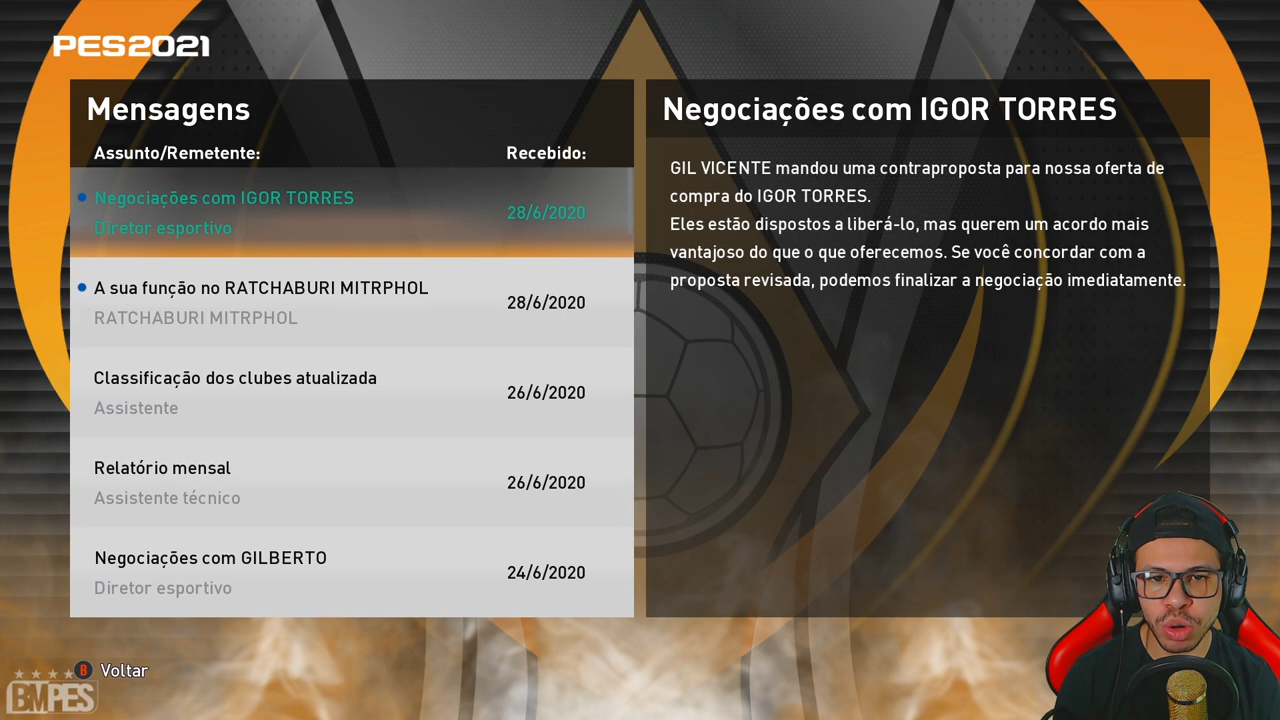 PES2021
Mensagens
Assunto/Remetente:
Recebido:
Negociações com IGOR TORRES
Diretor esportivo
28/6/2020
A sua função no RATCHABURI MITRPHOL
RATCHABURI MITRPHOL
28/6/2020
Classificação dos clubes atualizada
Assistente
26/6/2020
Relatório mensal
Assistente técnico
26/6/2020
Negociações com GILBERTO
Diretor esportivo
24/6/2020
Negociações com IGOR TORRES
GIL VICENTE mandou uma contraproposta para nossa oferta de
compra do IGOR TORRES.
Eles estão dispostos a liberá-lo, mas querem um acordo mais
vantajoso do que o que oferecemos. Se você concordar com a
proposta revisada, podemos finalizar a negociação imediatamente.
B Voltar
BMPES